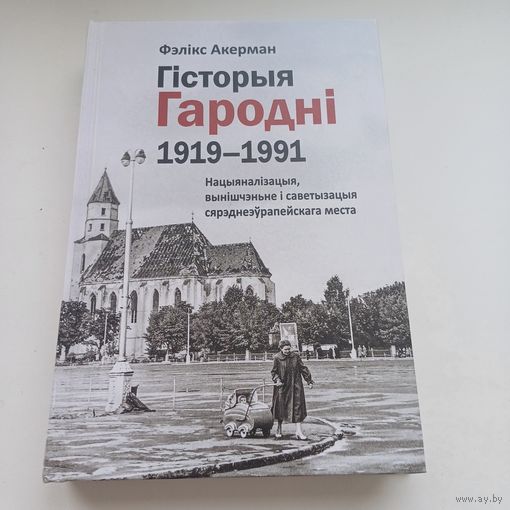 Фэлікс Акерман
Гісторыя
Гародні
1919–1991
Нацыяналізацыя,
вынішчэньне і саветызацыя
сярэднеэўрапейскага места
www.ay.by